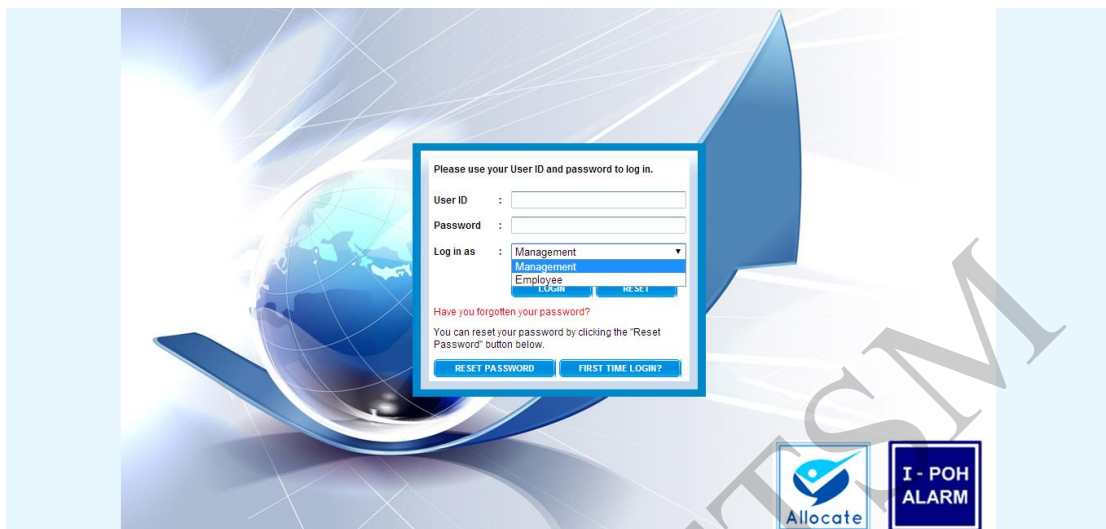 Please use your User ID and password to log in.
User ID :
Password :
Log in as : Management
Management
Employee
LOGIN RESET
Have you forgotten your password?
You can reset your password by clicking the "Reset
Password" button below.
RESET PASSWORD FIRST TIME LOGIN?
I - POH
ALARM
Allocate
TSM